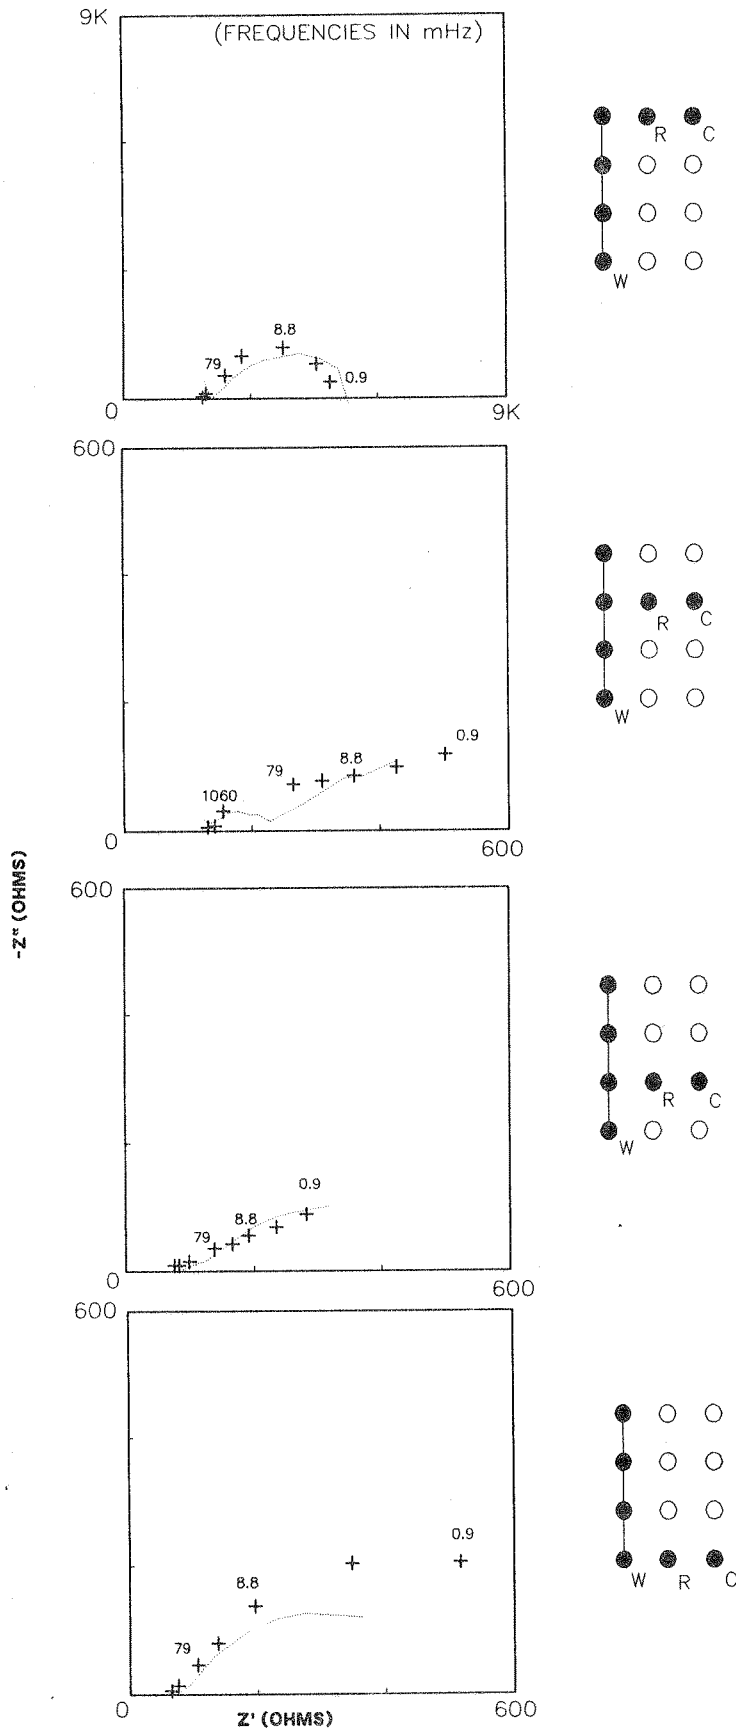 9K
(FREQUENCIES IN mHz)
8.8
79
0.9
0
9K
R
C
W
600
0.9
8.8
79
1060
0
600
R
C
W
-Z" (OHMS)
600
0.9
8.8
79
0
600
R
C
W
600
0.9
8.8
79
0
600
Z' (OHMS)
W
R
C